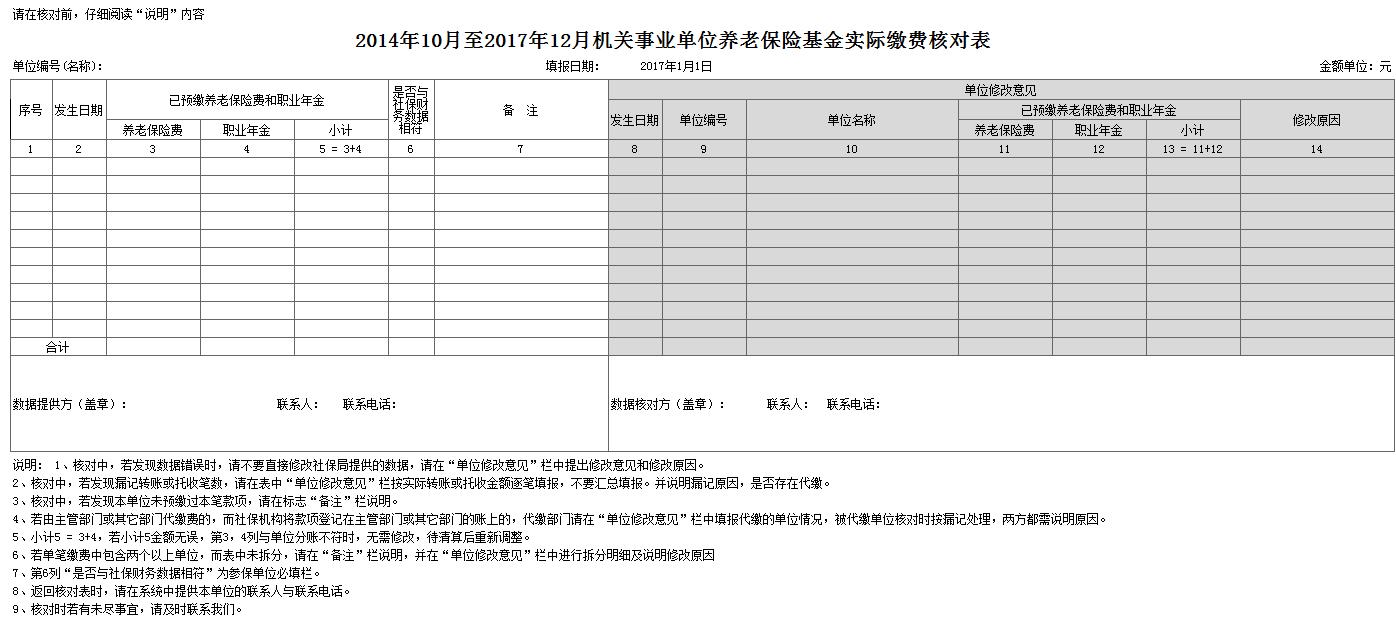 请在核对前，仔细阅读“说明”内容
2014年10月至2017年12月机关事业单位养老保险基金实际缴费核对表
单位编号(名称)： 填报日期： 2017年1月1日 金额单位：元
序号 发生日期 已预缴养老保险费和职业年金 是否与社保财务数据相符 备 注 单位修改意见
养老保险费 职业年金 小计 发生日期 单位编号 单位名称 已预缴养老保险费和职业年金 修改原因
养老保险费 职业年金 小计
1 2 3 4 5 = 3+4 6 7 8 9 10 11 12 13 = 11+12 14
合计
数据提供方（盖章）： 联系人： 联系电话： 数据核对方（盖章）： 联系人： 联系电话：
说明： 1、核对中，若发现数据错误时，请不要直接修改社保局提供的数据，请在“单位修改意见”栏中提出修改意见和修改原因。
2、核对中，若发现漏记转账或托收笔数，请在表中“单位修改意见”栏按实际转账或托收金额逐笔填报，不要汇总填报。并说明漏记原因，是否存在代缴。
3、核对中，若发现本单位未预缴过本笔款项，请在标志“备注”栏说明。
4、若由主管部门或其它部门代缴费的，而社保机构将款项登记在主管部门或其它部门的账上的，代缴部门请在“单位修改意见”栏中填报代缴的单位情况，被代缴单位核对时按漏记处理，两方都需说明原因。
5、小计5 = 3+4，若小计5金额无误，第3，4列与单位分账不符时，无需修改，待清算后重新调整。
6、若单笔缴费中包含两个以上单位，而表中未拆分，请在“备注”栏说明，并在“单位修改意见”栏中进行拆分明细及说明修改原因
7、第6列“是否与社保财务数据相符”为参保单位必填栏。
8、返回核对表时，请在系统中提供本单位的联系人与联系电话。
9、核对时若有未尽事宜，请及时联系我们。